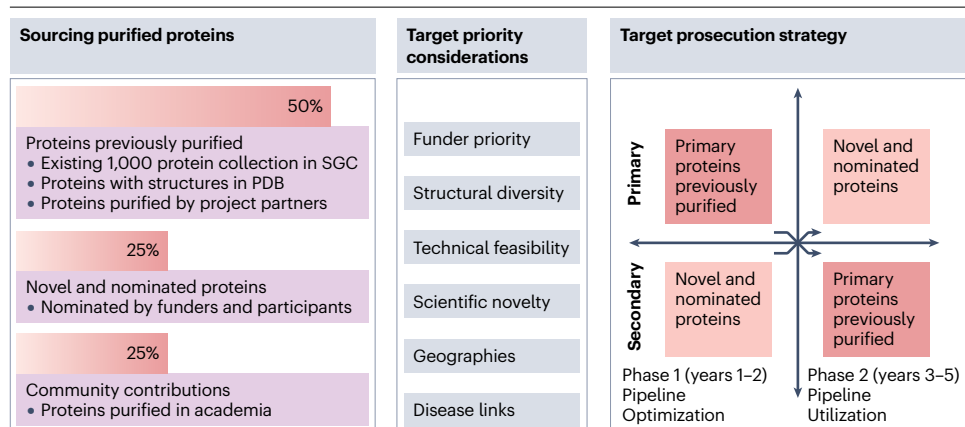 Sourcing purified proteins
50%
Proteins previously purified
• Existing 1,000 protein collection in SGC
• Proteins with structures in PDB
• Proteins purified by project partners
25%
Novel and nominated proteins
• Nominated by funders and participants
25%
Community contributions
• Proteins purified in academia
Target priority
considerations
Funder priority
Structural diversity
Technical feasibility
Scientific novelty
Geographies
Disease links
Target prosecution strategy
Primary
Primary
proteins
previously
purified
Novel and
nominated
proteins
Secondary
Novel and
nominated
proteins
Primary
proteins
previously
purified
Phase 1 (years 1–2)
Pipeline
Optimization
Phase 2 (years 3–5)
Pipeline
Utilization